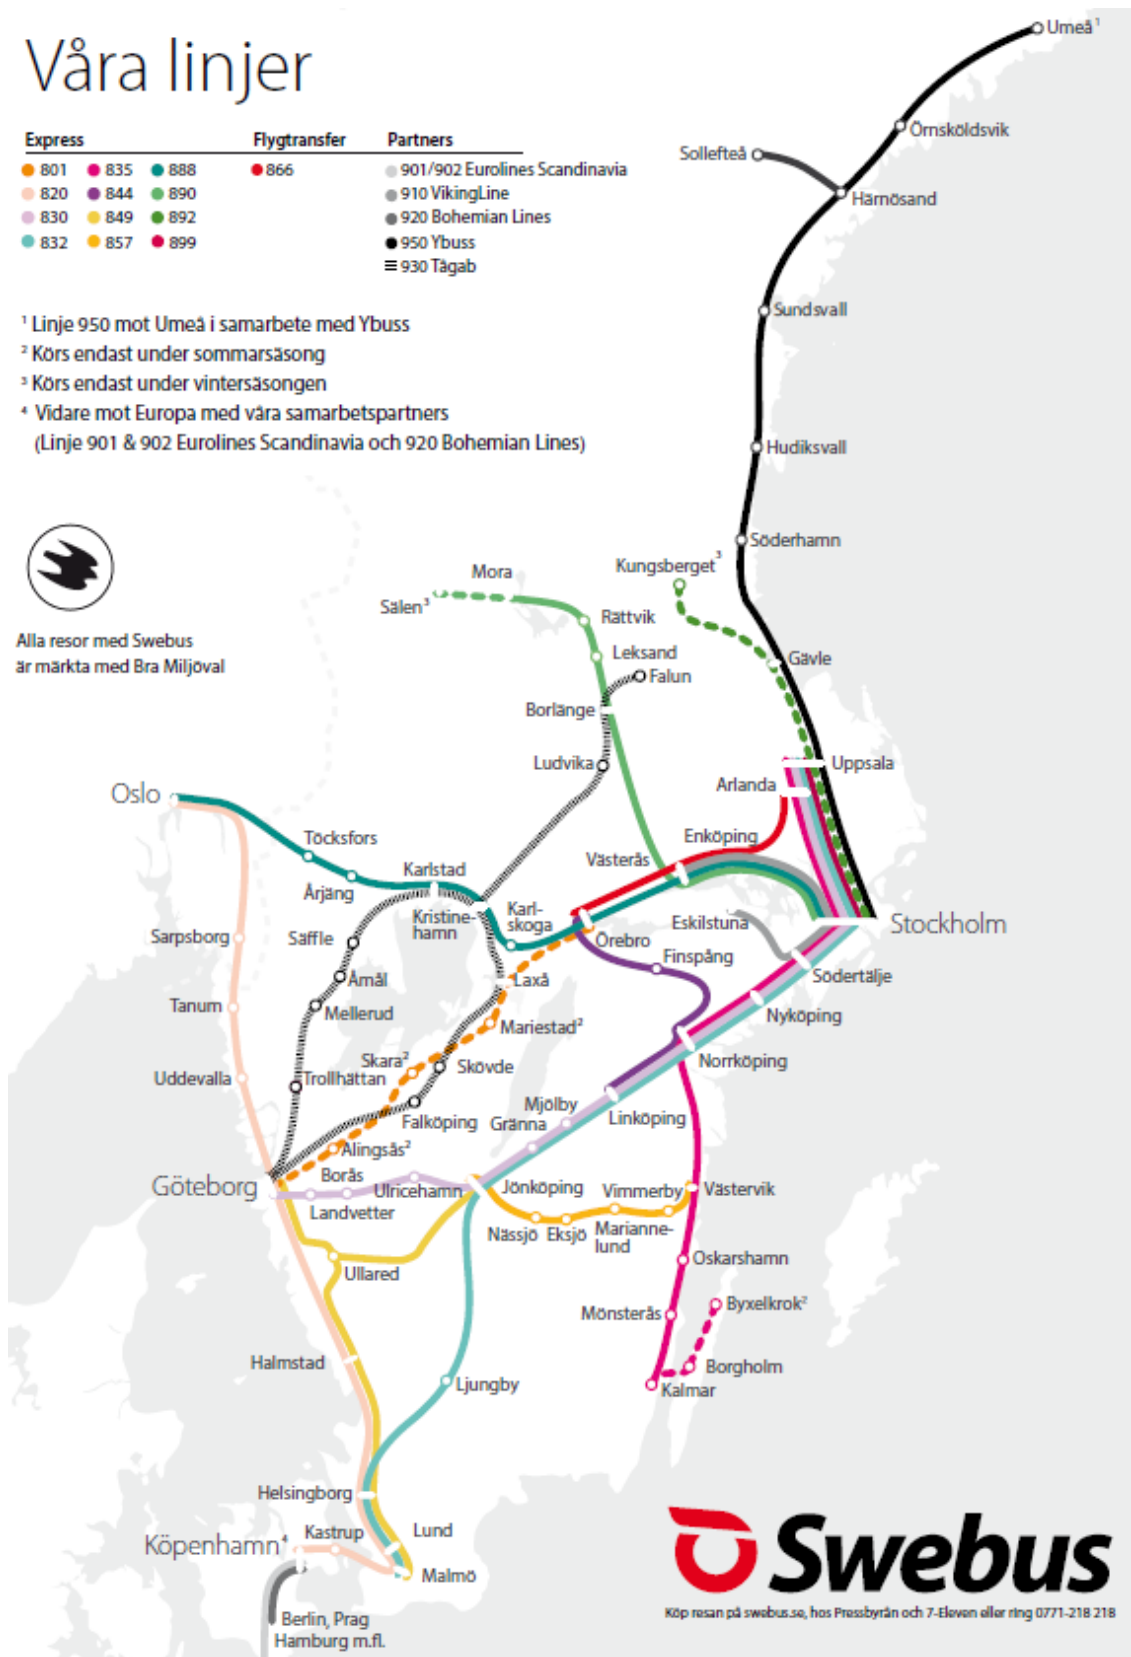 Våra linjer
Express
Flygtransfer
Partners
801
835
888
866
901/902 Eurolines Scandinavia
820
844
890
910 VikingLine
830
849
892
920 Bohemian Lines
832
857
899
950 Ybuss
930 Tågab
¹ Linje 950 mot Umeå i samarbete med Ybuss
² Körs endast under sommarsäsong
³ Körs endast under vintersäsongen
⁴ Vidare mot Europa med våra samarbetspartners
(Linje 901 & 902 Eurolines Scandinavia och 920 Bohemian Lines)
Alla resor med Swebus
är märkta med Bra Miljöval
Umeå¹
Örnsköldsvik
Sollefteå
Härnösand
Sundsvall
Hudiksvall
Söderhamn
Kungsberget³
Mora
Sälen³
Rättvik
Leksand
Gävle
Falun
Borlänge
Ludvika
Uppsala
Arlanda
Oslo
Töcksfors
Enköping
Västerås
Karlstad
Årjäng
Kristine-
hamn
Karl-
skoga
Eskilstuna
Stockholm
Säffle
Sarpsborg
Örebro
Finspång
Södertälje
Åmål
Laxå
Tanum
Mellerud
Mariestad²
Nyköping
Skara²
Skövde
Norrköping
Uddevalla
Trollhättan
Falköping
Mjölby
Gränna
Linköping
Alingsås²
Göteborg
Borås
Ulricehamn
Jönköping
Vimmerby
Västervik
Landvetter
Nässjö
Eksjö
Marianne-
lund
Ullared
Oskarshamn
Mönsterås
Byxelkrok²
Halmstad
Borgholm
Ljungby
Kalmar
Helsingborg
Kastrup
Lund
Köpenhamn⁴
Malmö
Berlin, Prag
Hamburg m.fl.
Swebus
Köp resan på swebus.se, hos Pressbyrån och 7-Eleven eller ring 0771-218 218